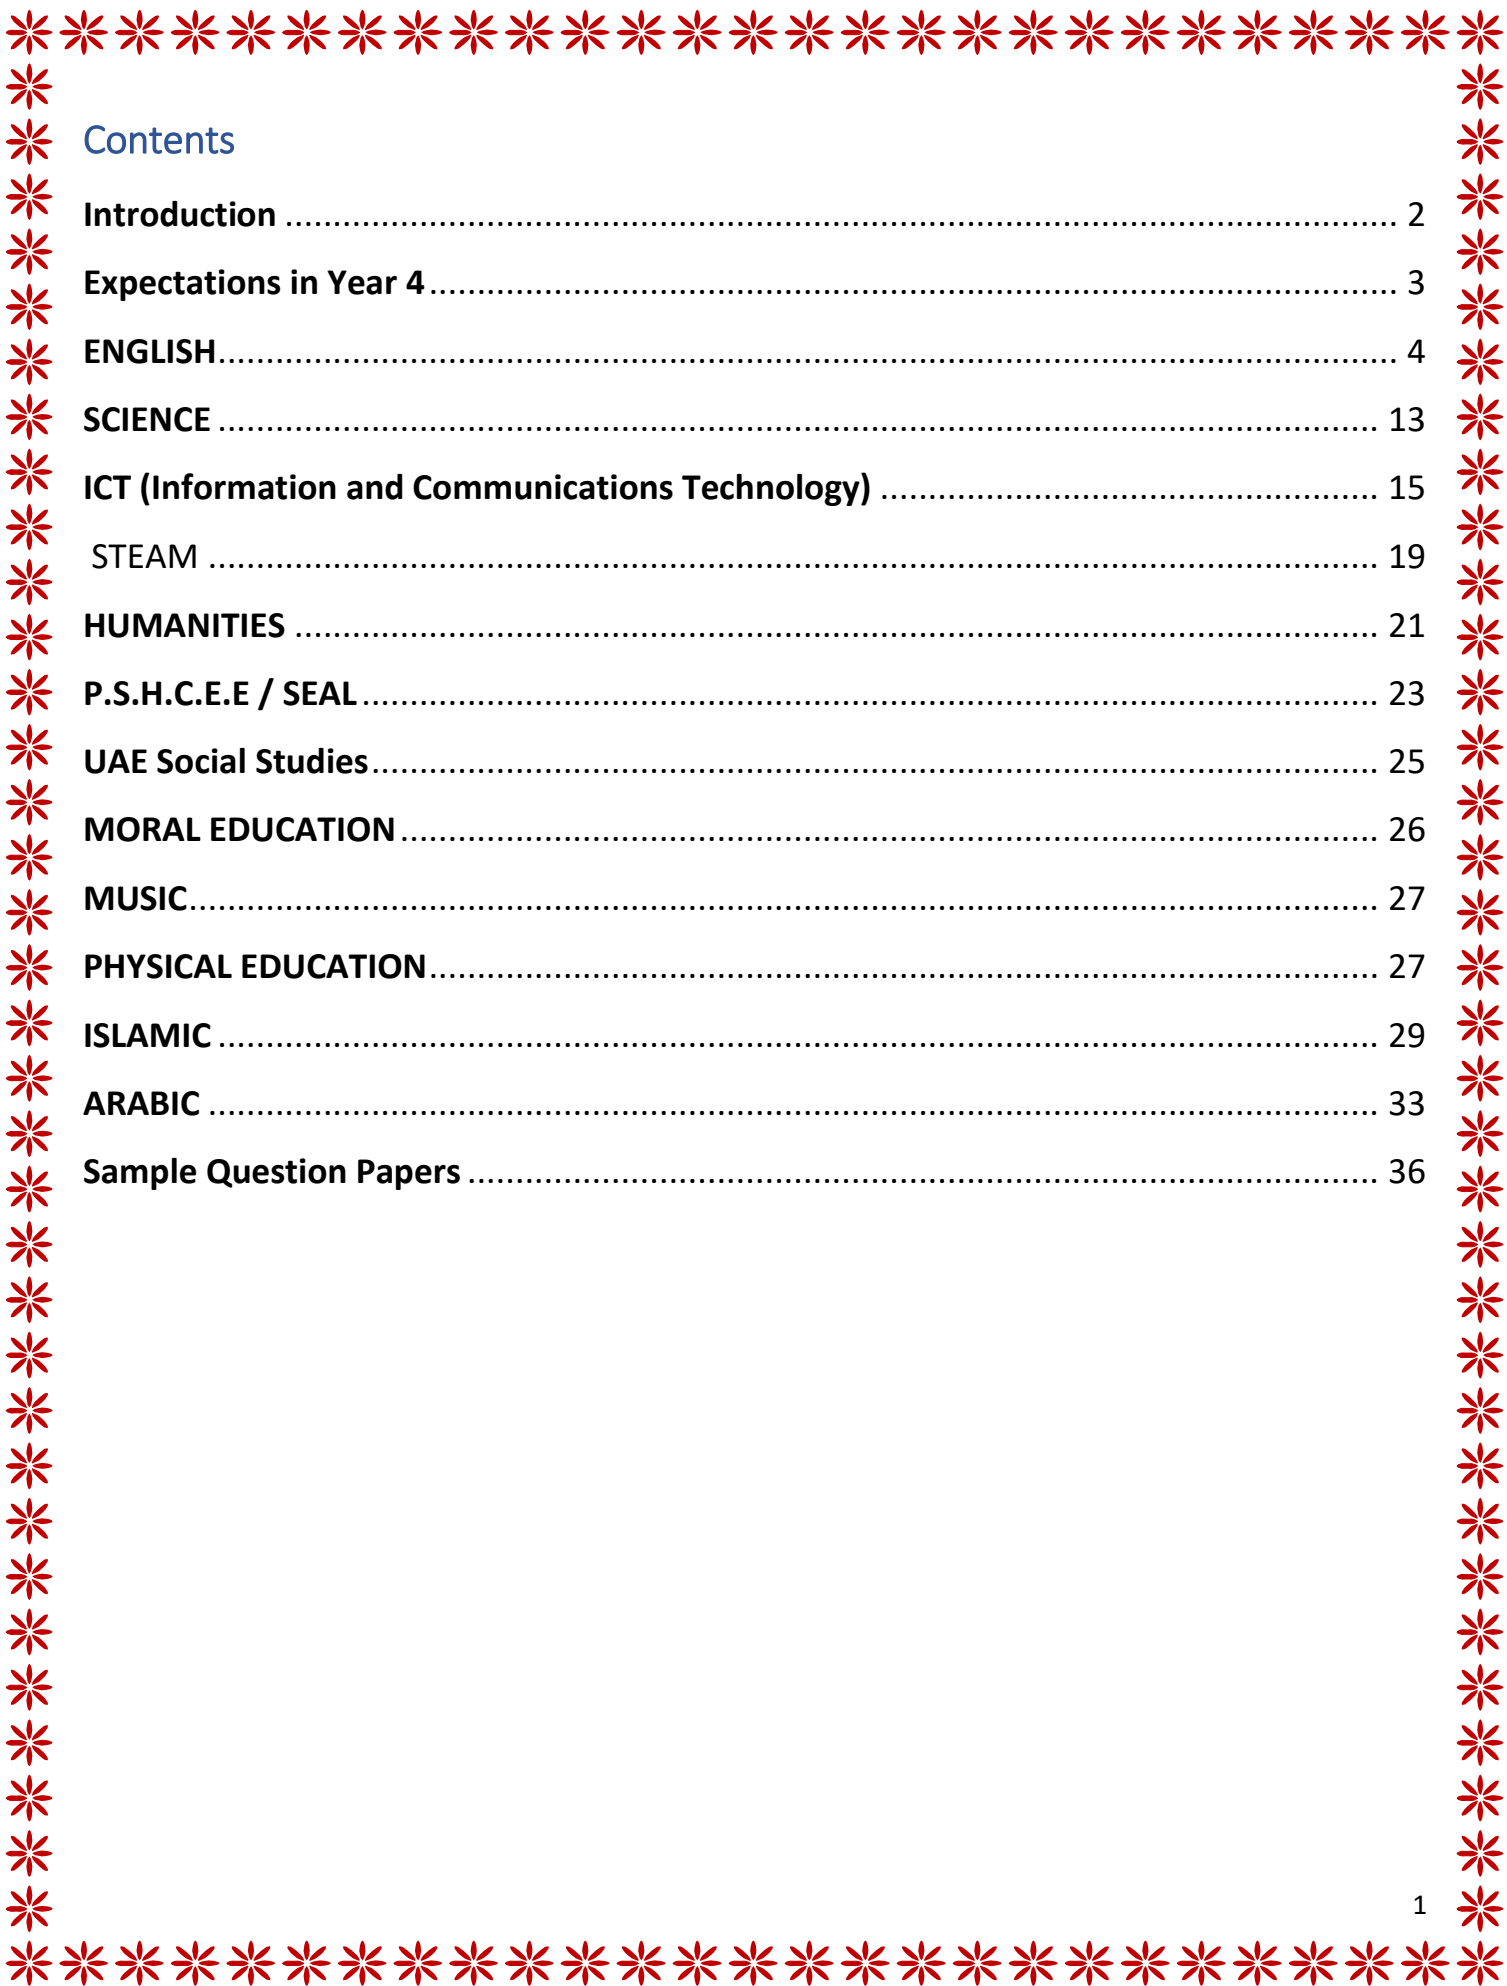 Contents
Introduction ........................................................ 2
Expectations in Year 4 ........................................................ 3
ENGLISH ........................................................ 4
SCIENCE ........................................................ 13
ICT (Information and Communications Technology) ........................................................ 15
STEAM ........................................................ 19
HUMANITIES ........................................................ 21
P.S.H.C.E.E / SEAL ........................................................ 23
UAE Social Studies ........................................................ 25
MORAL EDUCATION ........................................................ 26
MUSIC ........................................................ 27
PHYSICAL EDUCATION ........................................................ 27
ISLAMIC ........................................................ 29
ARABIC ........................................................ 33
Sample Question Papers ........................................................ 36
1